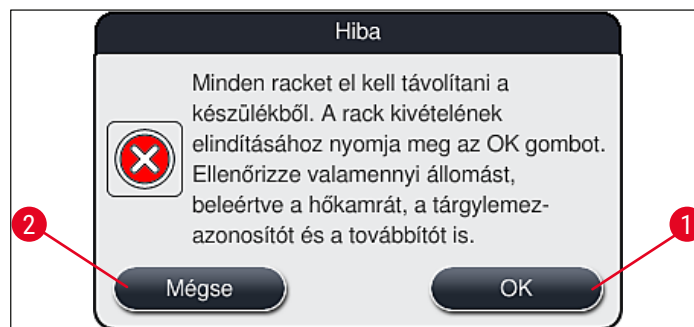 Hiba
Minden racket el kell távolítani a
készülékből. A rack kivételének
elindításához nyomja meg az OK gombot.
Ellenőrizze valamennyi állomást,
beleértve a hőkamrát, a tárgylemez-
azonosítót és a továbbítót is.
2
1
Mégse
OK